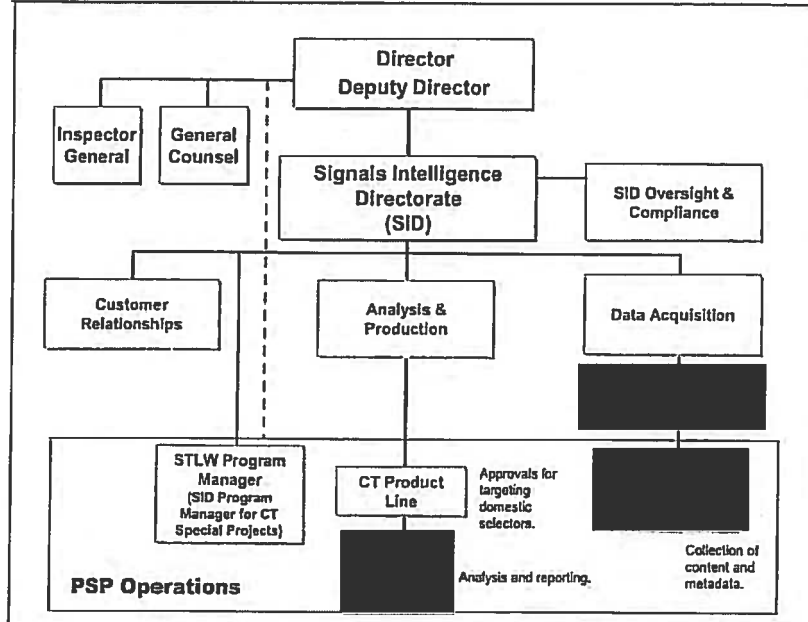 Director
Deputy Director
Inspector
General
General
Counsel
Signals Intelligence
Directorate
(SID)
SID Oversight &
Compliance
Customer
Relationships
Analysis &
Production
Data Acquisition
STLW Program
Manager
(SID Program
Manager for CT
Special Projects)
CT Product
Line
Approvals for
targeting
domestic
selectors.
Analysis and reporting.
Collection of
content and
metadata.
PSP Operations